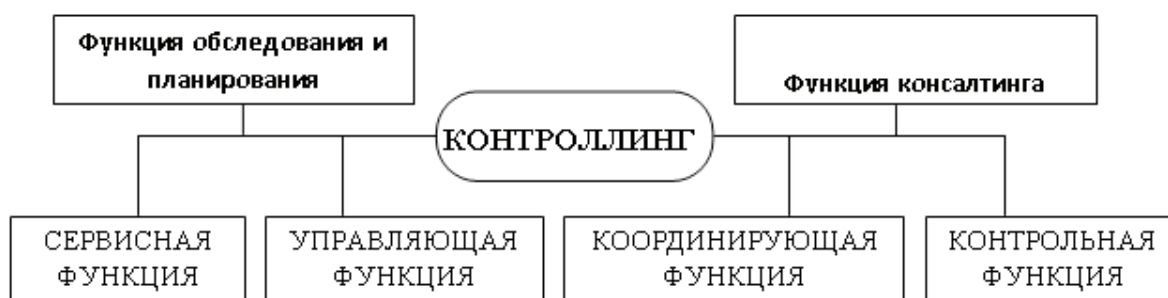 Функция обследования и
планирования
Функция консалтинга
КОНТРОЛЛИНГ
СЕРВИСНАЯ
ФУНКЦИЯ
УПРАВЛЯЮЩАЯ
ФУНКЦИЯ
КООРДИНИРУЮЩАЯ
ФУНКЦИЯ
КОНТРОЛЬНАЯ
ФУНКЦИЯ